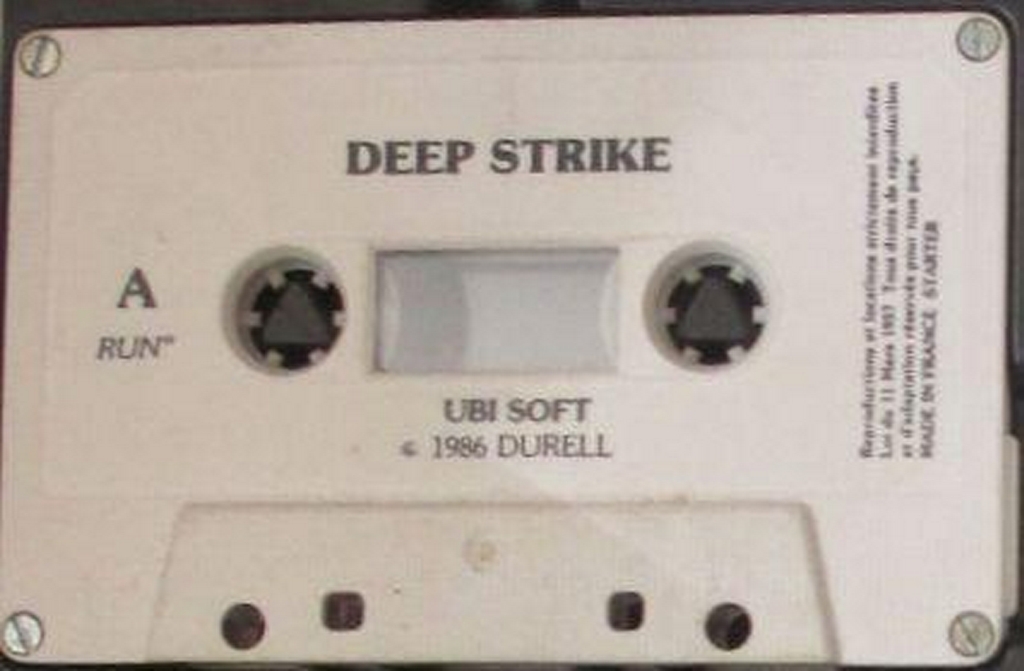 DEEP STRIKE
A
RUN"
UBI SOFT
© 1986 DURELL
Reproductions et locations strictement interdites
Loi du 11 Mars 1957 Tous droits de reproduction
et d'adaptation réservés pour tous pays.
MADE IN FRANCE STARTER